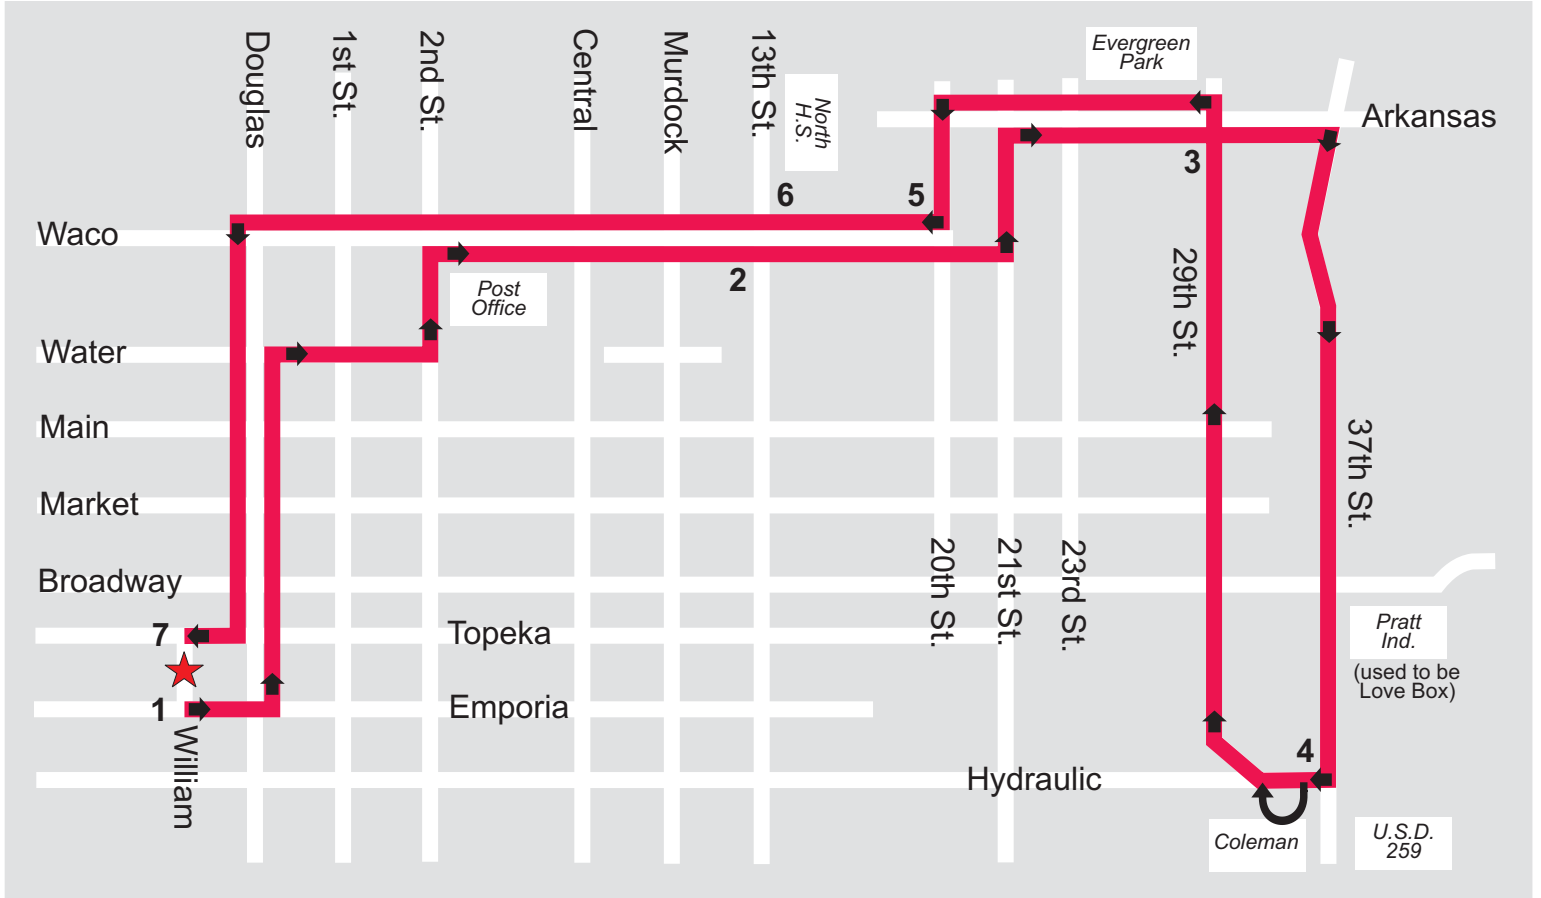 Douglas
1st St.
2nd St.
Central
Murdock
13th St.
North
H.S.
Evergreen
Park
Arkansas
6
5
3
Waco
2
Post
Office
29th St.
Water
Main
37th St.
Market
20th St.
21st St.
23rd St.
Broadway
7
Topeka
Pratt
Ind.
(used to be
Love Box)
1
Emporia
William
4
Hydraulic
Coleman
U.S.D.
259